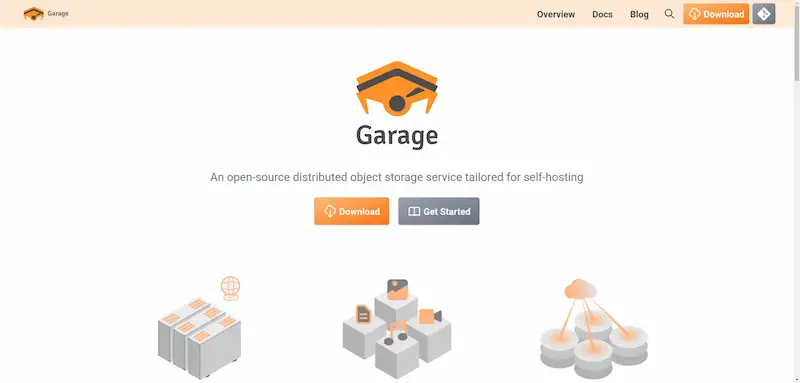 Garage
Overview
Docs
Blog
Download
Garage
An open-source distributed object storage service tailored for self-hosting
Download
Get Started